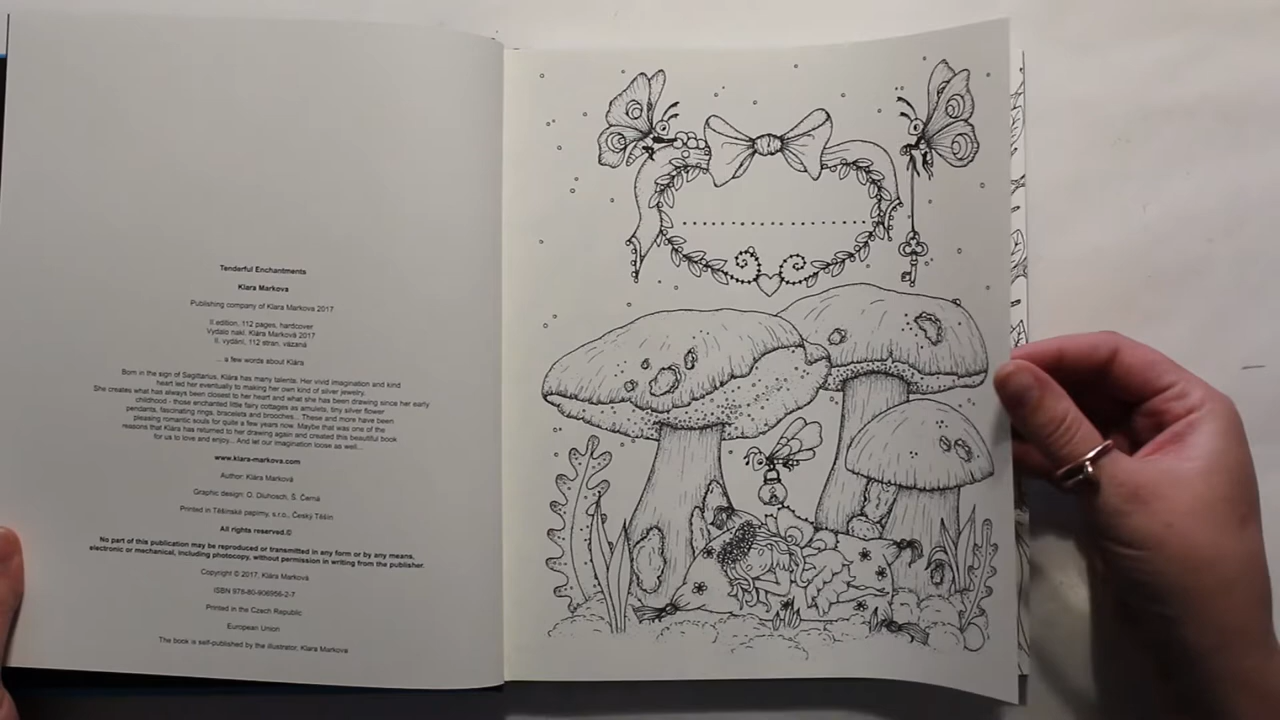 Tenderful Enchantments
Klara Markova
Publishing company of Klara Markova 2017
II.edition, 112 pages, hardcover
Vydalo nakl. Klára Marková 2017
II. vydání, 112 stran, vázaná
... a few words about Klára
Born in the sign of Sagittarius, Klára has many talents. Her vivid imagination and kind
heart led her eventually to making her own kind of silver jewelry.
She creates what has always been closest to her heart and what she has been drawing since her early
childhood - those enchanted little fairy cottages as amulets, tiny silver flower
pendants, fascinating rings, bracelets and brooches... These and more have been
pleasing romantic souls for quite a few years now. Maybe that was one of the
reasons that Klára has returned to her drawing again and created this beautiful book
for us to love and enjoy... And let our imagination loose as well...
www.klara-markova.com
Author: Klára Marková
Graphic design: O. Dluhosch, Š. Černá
Printed in Těšínské papírny, s.r.o., Český Těšín
All rights reserved.©
No part of this publication may be reproduced or transmitted in any form or by any means,
electronic or mechanical, including photocopy, without permission in writing from the publisher.
Copyright © 2017, Klára Marková
ISBN 978-80-906956-2-7
Printed in the Czech Republic
European Union
The book is self-published by the illustrator, Klara Markova